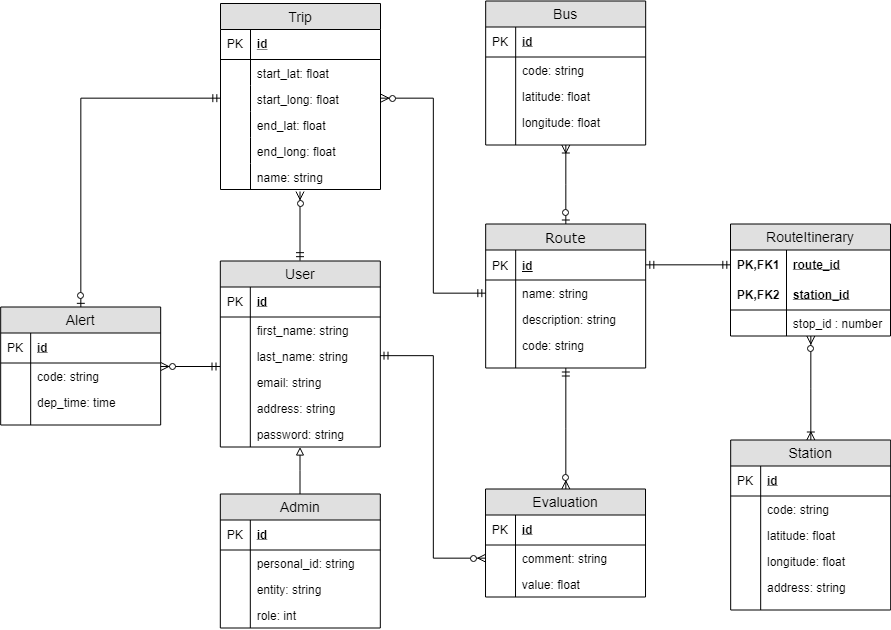 Trip
PK id
start_lat: float
start_long: float
end_lat: float
end_long: float
name: string
Bus
PK id
code: string
latitude: float
longitude: float
User
PK id
first_name: string
last_name: string
email: string
address: string
password: string
Route
PK id
name: string
description: string
code: string
RouteItinerary
PK,FK1 route_id
PK,FK2 station_id
stop_id : number
Alert
PK id
code: string
dep_time: time
Admin
PK id
personal_id: string
entity: string
role: int
Evaluation
PK id
comment: string
value: float
Station
PK id
code: string
latitude: float
longitude: float
address: string